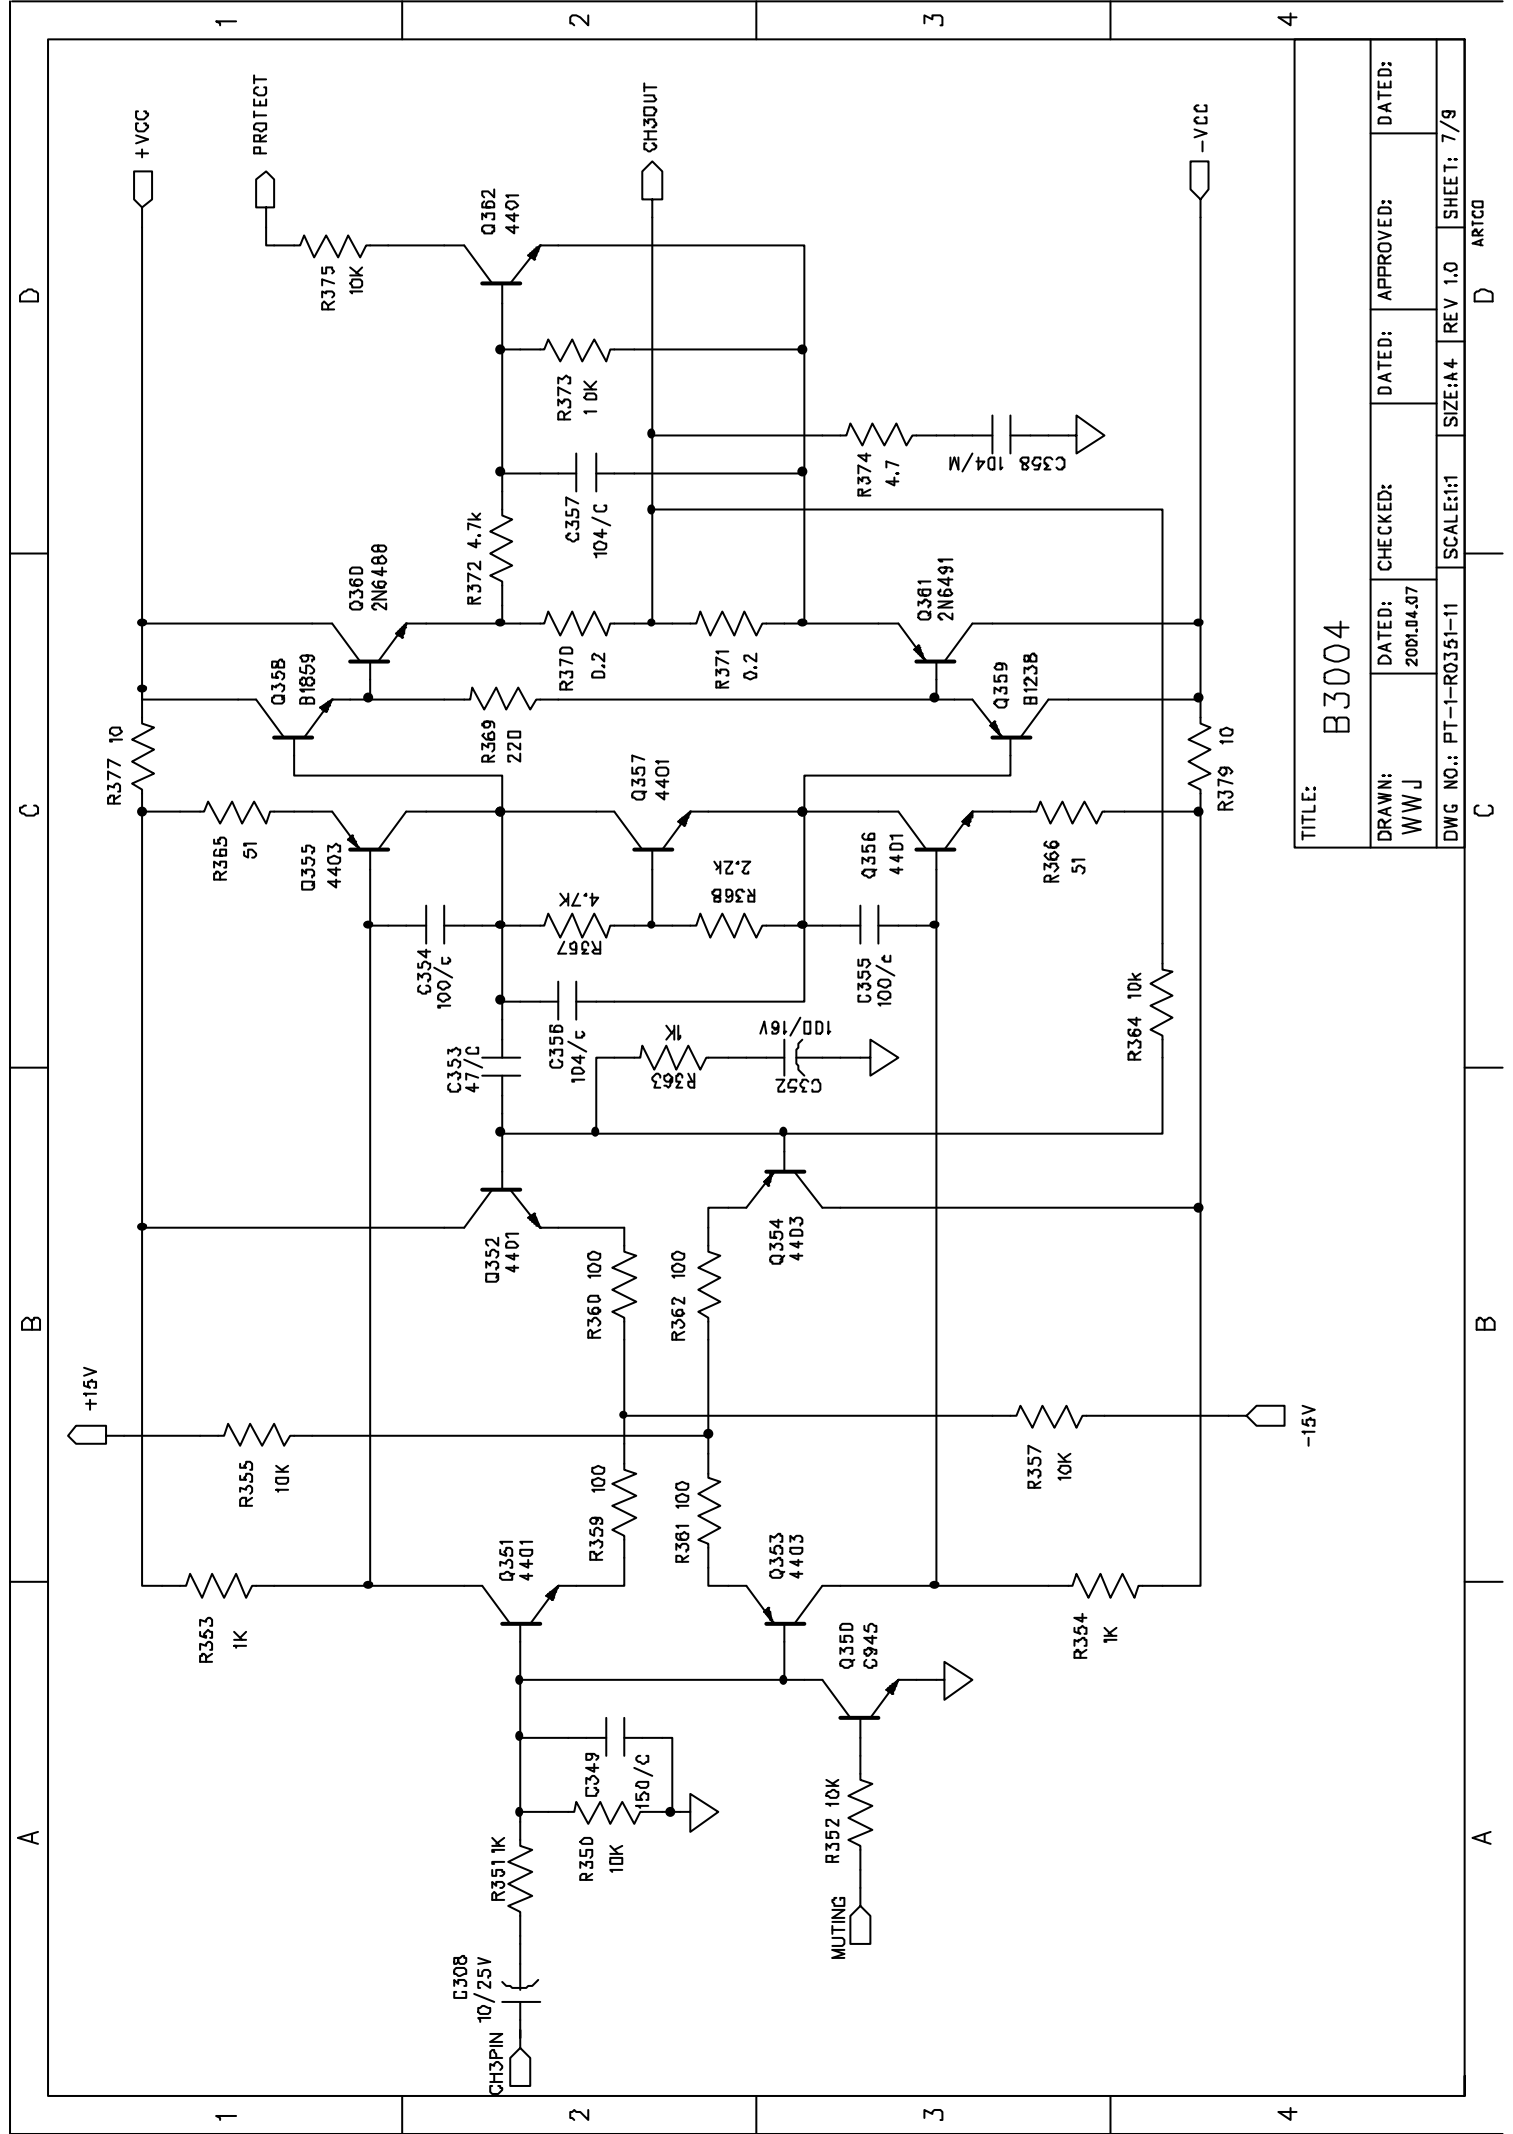 A
B
C
D
1
2
3
4
CH3PIN
C308
10/25V
R351 1K
R350
10K
C349
150/C
MUTING
R352 10K
Q350
C945
R353
1K
Q351
4401
Q353
4403
R354
1K
R355
10K
+15V
R359 100
R361 100
R357
10K
-15V
R360 100
R362 100
Q352
4401
Q354
4403
C353
47/C
R363
1K
C352
100/16V
C356
104/c
R364 10k
C354
100/c
R367
4.7K
R368
2.2k
C355
100/c
R365
51
Q355
4403
Q357
4401
Q356
4401
R366
51
R377 10
R379 10
Q358
B1859
R369
220
Q359
B1238
Q360
2N6488
R370
0.2
R371
0.2
Q361
2N6491
R372 4.7k
C357
104/C
R373
10K
R374
4.7
C358 104/M
R375
10K
Q362
4401
+VCC
PROTECT
CH3OUT
-VCC
TITLE:
B3004
DRAWN:
WWJ
DATED:
2001.04.07
CHECKED:
DATED:
APPROVED:
DATED:
DWG NO.: PT-1-R0351-11
SCALE:1:1
SIZE:A4
REV 1.0
SHEET: 7/9
ARTCO
1
2
3
4
A
B
C
D